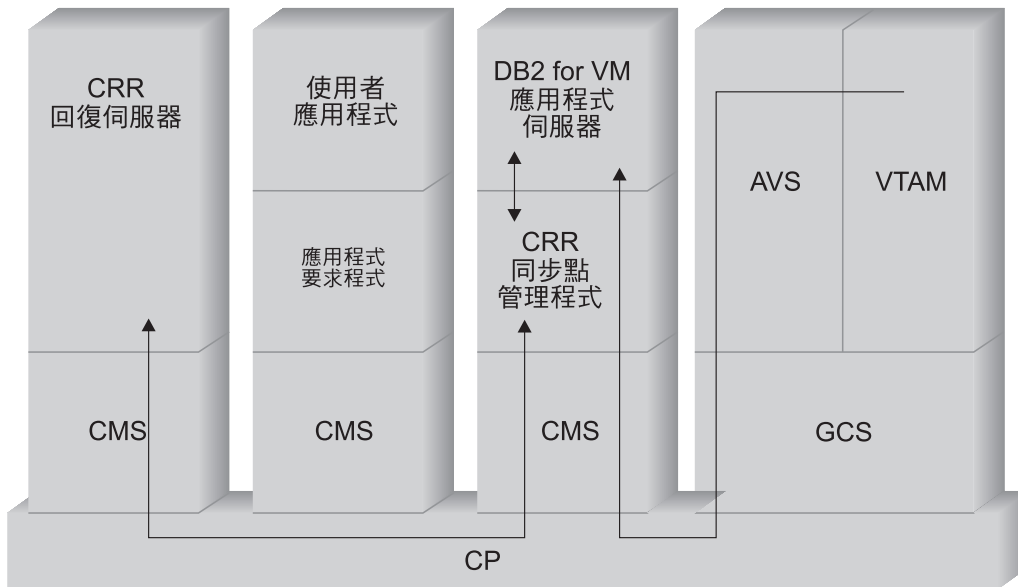 CRR
回復伺服器
CMS
使用者
應用程式
應用程式
要求程式
CMS
DB2 for VM
應用程式
伺服器
CRR
同步點
管理程式
CMS
AVS
VTAM
GCS
CP